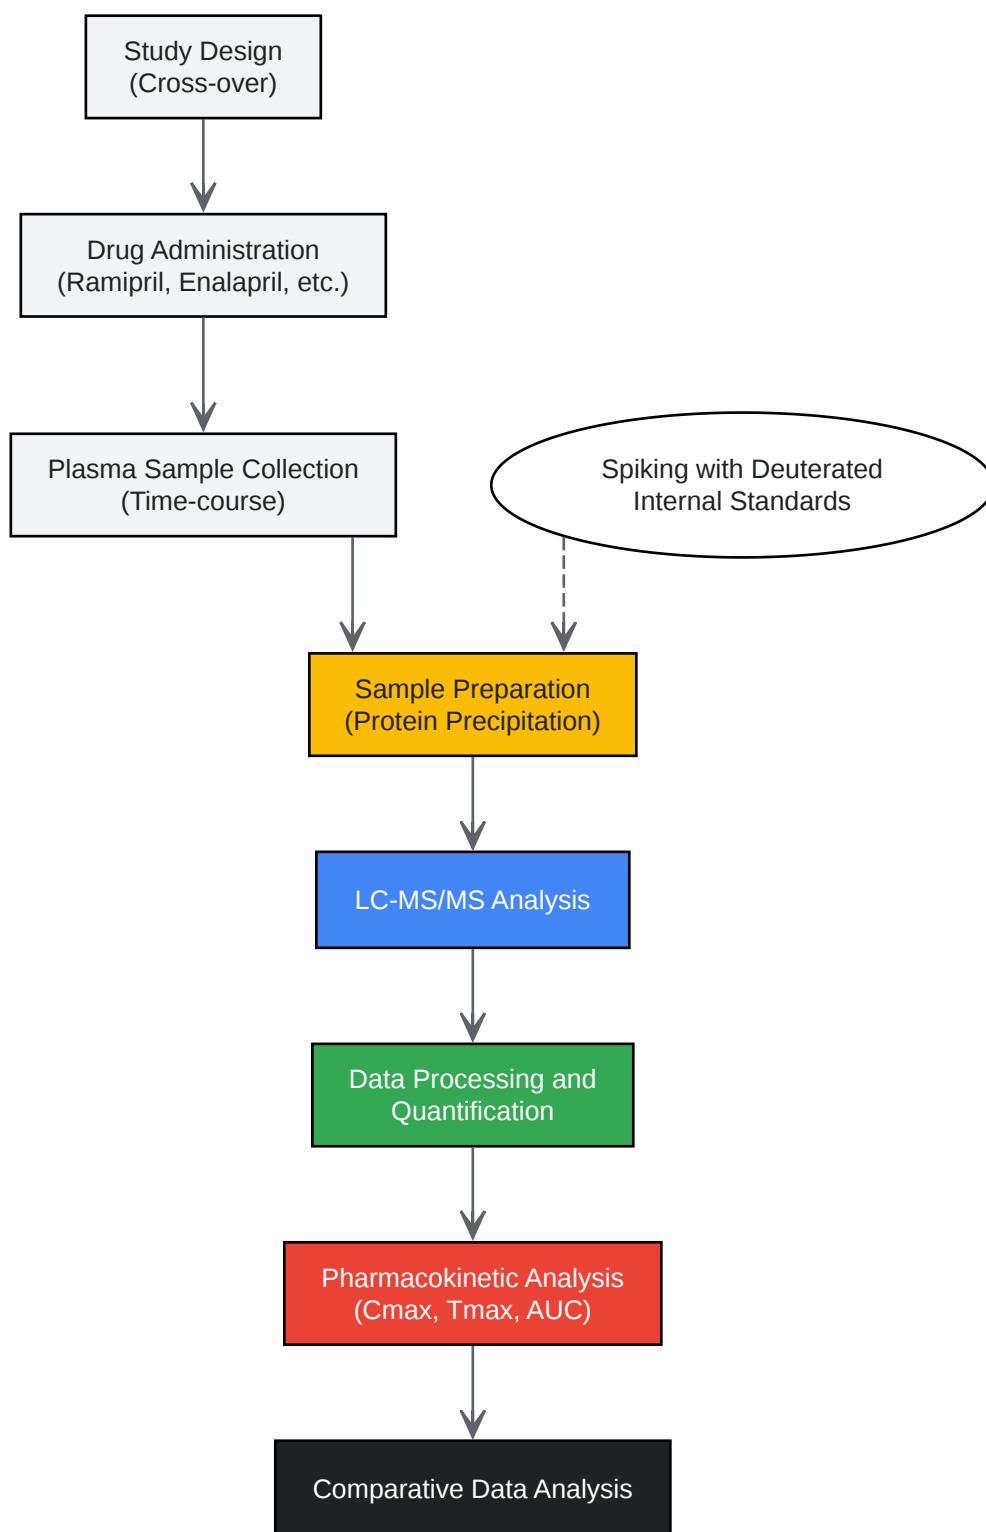 Study Design
(Cross-over)
Drug Administration
(Ramipril, Enalapril, etc.)
Plasma Sample Collection
(Time-course)
Spiking with Deuterated
Internal Standards
Sample Preparation
(Protein Precipitation)
LC-MS/MS Analysis
Data Processing and
Quantification
Pharmacokinetic Analysis
(Cmax, Tmax, AUC)
Comparative Data Analysis